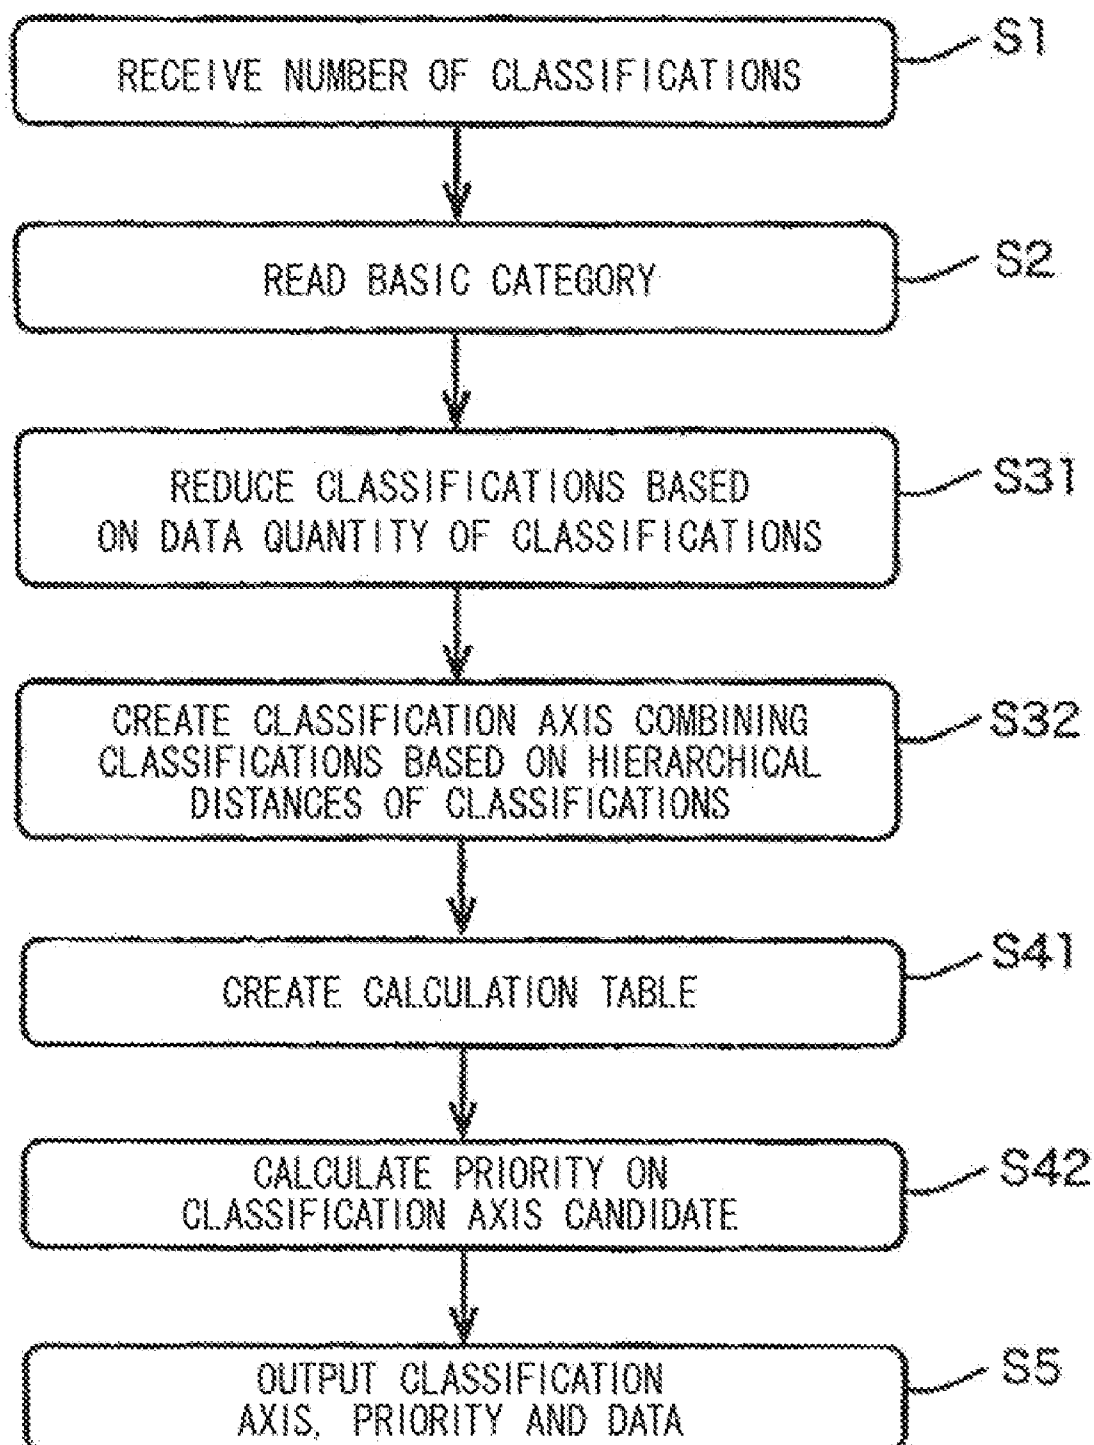 S1
RECEIVE NUMBER OF CLASSIFICATIONS
S2
READ BASIC CATEGORY
S31
REDUCE CLASSIFICATIONS BASED
ON DATA QUANTITY OF CLASSIFICATIONS
S32
CREATE CLASSIFICATION AXIS COMBINING
CLASSIFICATIONS BASED ON HIERARCHICAL
DISTANCES OF CLASSIFICATIONS
S41
CREATE CALCULATION TABLE
S42
CALCULATE PRIORITY ON
CLASSIFICATION AXIS CANDIDATE
S5
OUTPUT CLASSIFICATION
AXIS, PRIORITY AND DATA